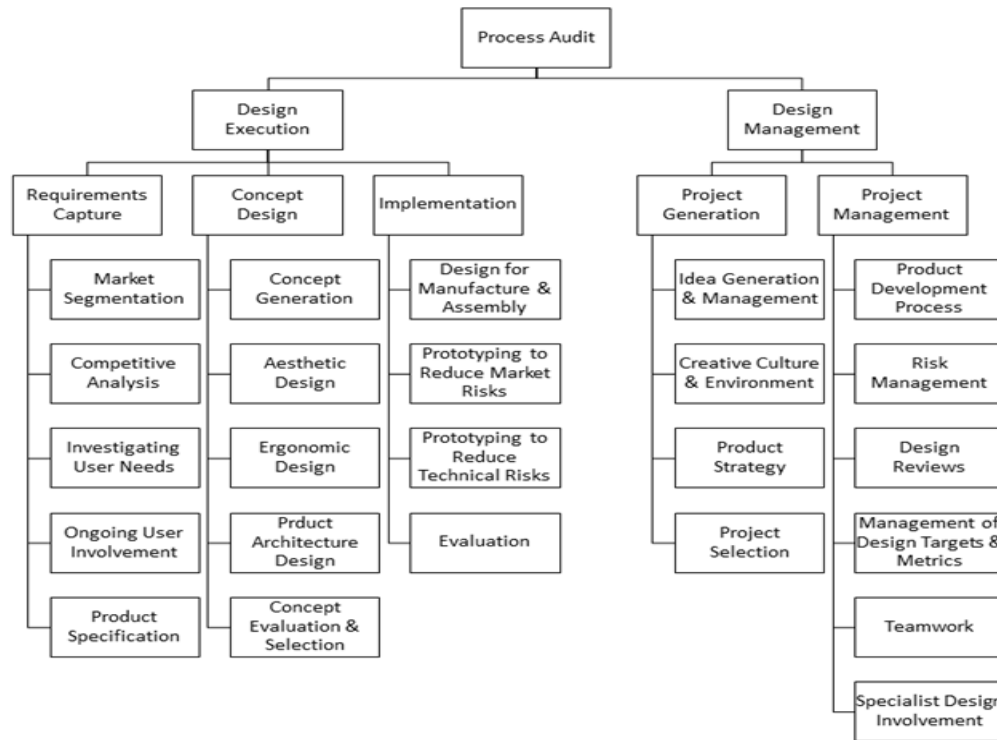 Process Audit
Design
Execution
Design
Management
Requirements
Capture
Concept
Design
Implementation
Project
Generation
Project
Management
Market
Segmentation
Concept
Generation
Design for
Manufacture &
Assembly
Idea Generation
& Management
Product
Development
Process
Competitive
Analysis
Aesthetic
Design
Prototyping to
Reduce Market
Risks
Creative Culture
& Environment
Risk
Management
Investigating
User Needs
Ergonomic
Design
Prototyping to
Reduce
Technical Risks
Product
Strategy
Design
Reviews
Ongoing User
Involvement
Prduct
Architecture
Design
Evaluation
Project
Selection
Management of
Design Targets &
Metrics
Product
Specification
Concept
Evaluation &
Selection
Teamwork
Specialist Design
Involvement